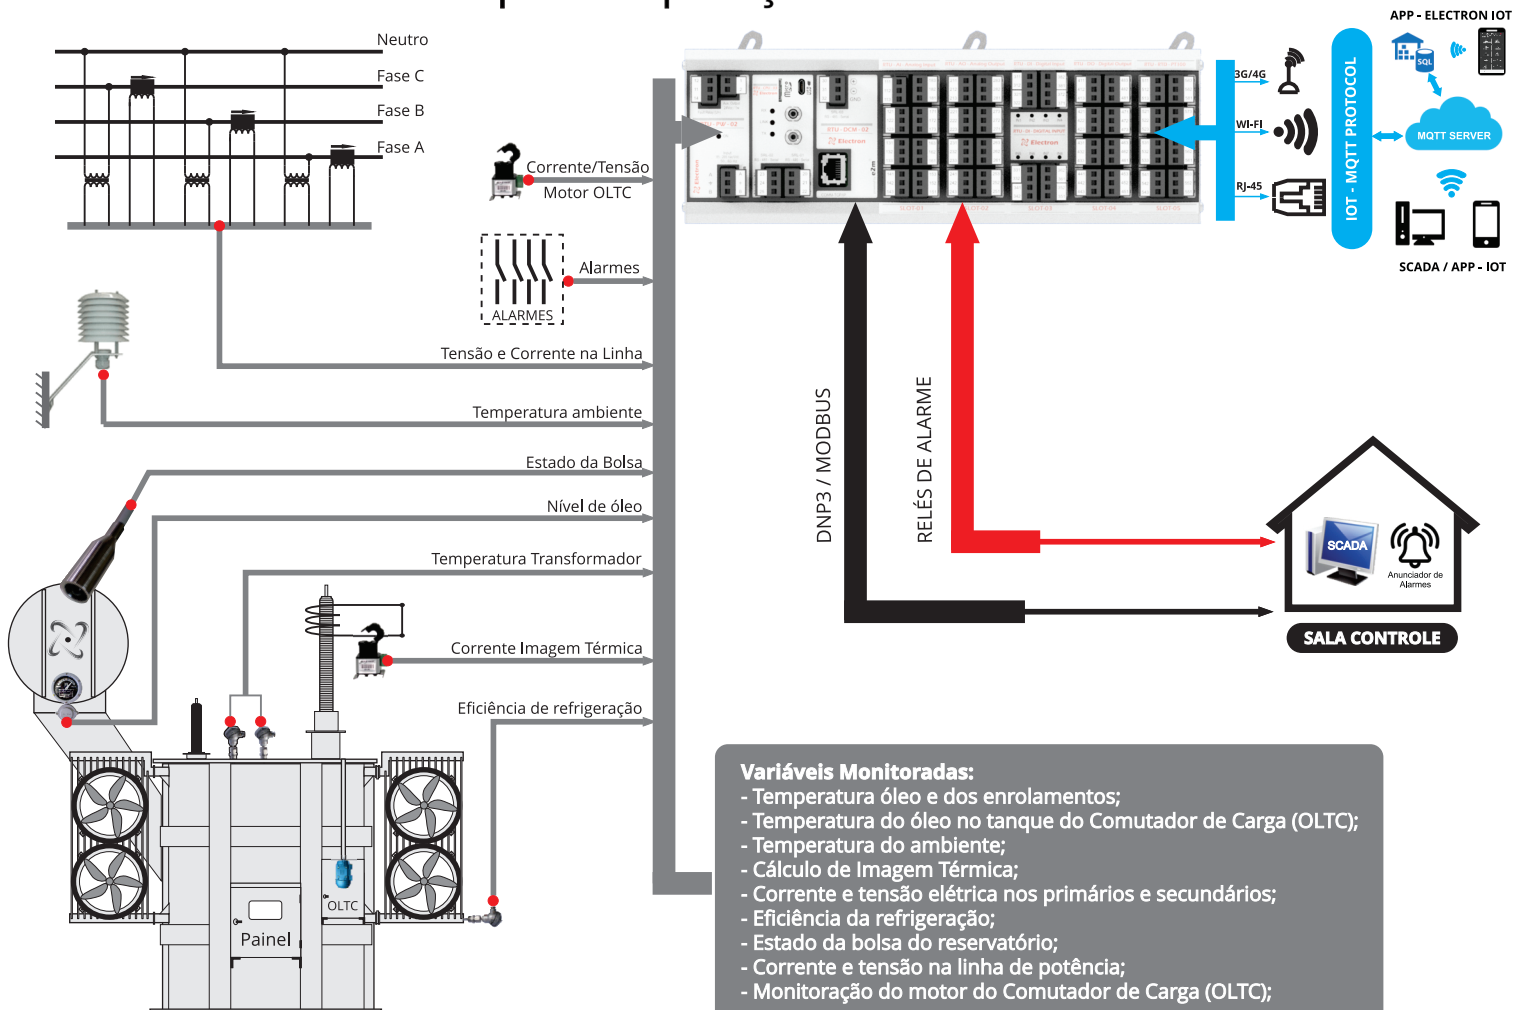 Neutro
Fase C
Fase B
Fase A
Corrente/Tensão
Motor OLTC
Alarmes
ALARMES
Tensão e Corrente na Linha
Temperatura ambiente
Estado da Bolsa
Nível de óleo
Temperatura Transformador
Corrente Imagem Térmica
Eficiência de refrigeração
OLTC
Painel
Electron
Electron
Electron
DNP3 / MODBUS
RELÉS DE ALARME
3G/4G
WI-FI
RJ-45
IOT - MQTT PROTOCOL
APP - ELECTRON IOT
SQL
MQTT SERVER
SCADA / APP - IOT
SCADA
Anunciador de
Alarmes
SALA CONTROLE
Variáveis Monitoradas:
- Temperatura óleo e dos enrolamentos;
- Temperatura do óleo no tanque do Comutador de Carga (OLTC);
- Temperatura do ambiente;
- Cálculo de Imagem Térmica;
- Corrente e tensão elétrica nos primários e secundários;
- Eficiência da refrigeração;
- Estado da bolsa do reservatório;
- Corrente e tensão na linha de potência;
- Monitoração do motor do Comutador de Carga (OLTC);